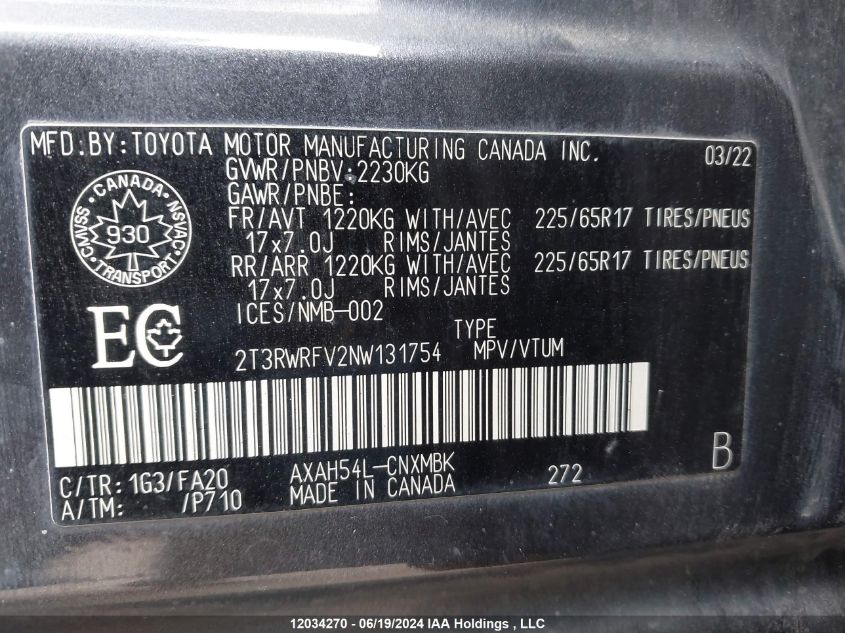 MFD.BY:TOYOTA MOTOR MANUFACTURING CANADA INC. 03/22
GVWR/PNBV:2230KG
GAWR/PNBE:
FR/AVT 1220KG WITH/AVEC 225/65R17 TIRES/PNEUS
17x7.0J RIMS/JANTES
RR/ARR 1220KG WITH/AVEC 225/65R17 TIRES/PNEUS
17x7.0J RIMS/JANTES
ICES/NMB-002
CANADA
CMVSS
NSVAC
930
TRANSPORT
EC
TYPE
2T3RWRFV2NW131754 MPV/VTUM
C/TR: 1G3/FA20 AXAH54L-CNXMBK 272 B
A/TM: /P710 MADE IN CANADA
12034270 - 06/19/2024 IAA Holdings , LLC